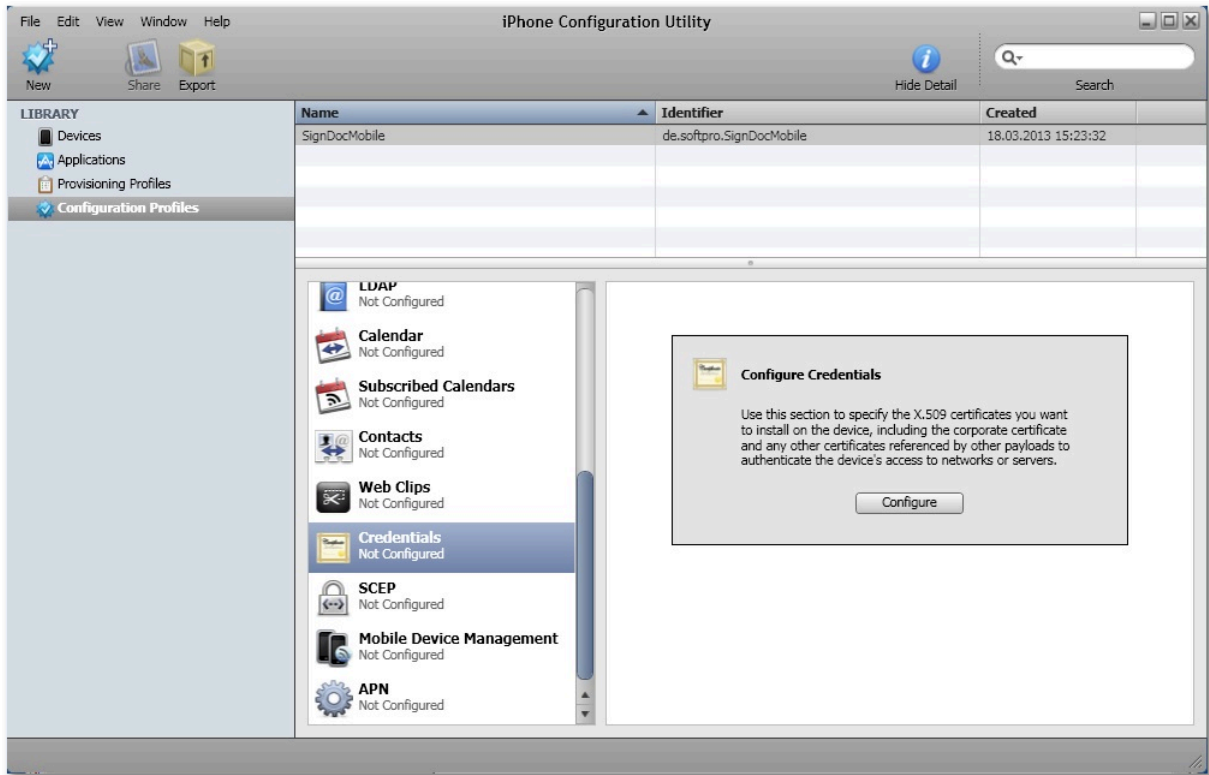 File Edit View Window Help
iPhone Configuration Utility
New
Share
Export
Hide Detail
Search
LIBRARY
Devices
Applications
Provisioning Profiles
Configuration Profiles
Name Identifier Created
SignDocMobile de.softpro.SignDocMobile 18.03.2013 15:23:32
LDAP
Not Configured
Calendar
Not Configured
Subscribed Calendars
Not Configured
Contacts
Not Configured
Web Clips
Not Configured
Credentials
Not Configured
SCEP
Not Configured
Mobile Device Management
Not Configured
APN
Not Configured
Configure Credentials
Use this section to specify the X.509 certificates you want
to install on the device, including the corporate certificate
and any other certificates referenced by other payloads to
authenticate the device's access to networks or servers.
Configure